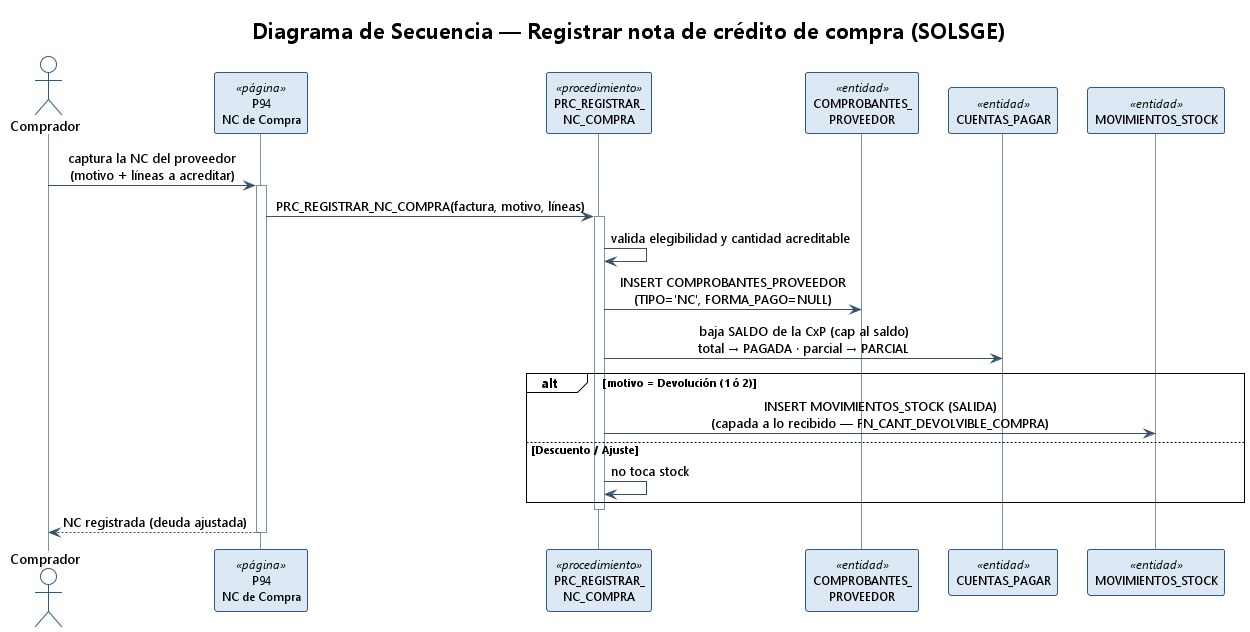 Diagrama de Secuencia — Registrar nota de crédito de compra (SOLSGE)
Comprador
«página»
P94
NC de Compra
«procedimiento»
PRC_REGISTRAR_
NC_COMPRA
«entidad»
COMPROBANTES_
PROVEEDOR
«entidad»
CUENTAS_PAGAR
«entidad»
MOVIMIENTOS_STOCK
captura la NC del proveedor
(motivo + líneas a acreditar)
PRC_REGISTRAR_NC_COMPRA(factura, motivo, líneas)
valida elegibilidad y cantidad acreditable
INSERT COMPROBANTES_PROVEEDOR
(TIPO='NC', FORMA_PAGO=NULL)
baja SALDO de la CxP (cap al saldo)
total → PAGADA · parcial → PARCIAL
alt
[motivo = Devolución (1 ó 2)]
INSERT MOVIMIENTOS_STOCK (SALIDA)
(capada a lo recibido — FN_CANT_DEVOLVIBLE_COMPRA)
[Descuento / Ajuste]
no toca stock
NC registrada (deuda ajustada)
Comprador
«página»
P94
NC de Compra
«procedimiento»
PRC_REGISTRAR_
NC_COMPRA
«entidad»
COMPROBANTES_
PROVEEDOR
«entidad»
CUENTAS_PAGAR
«entidad»
MOVIMIENTOS_STOCK